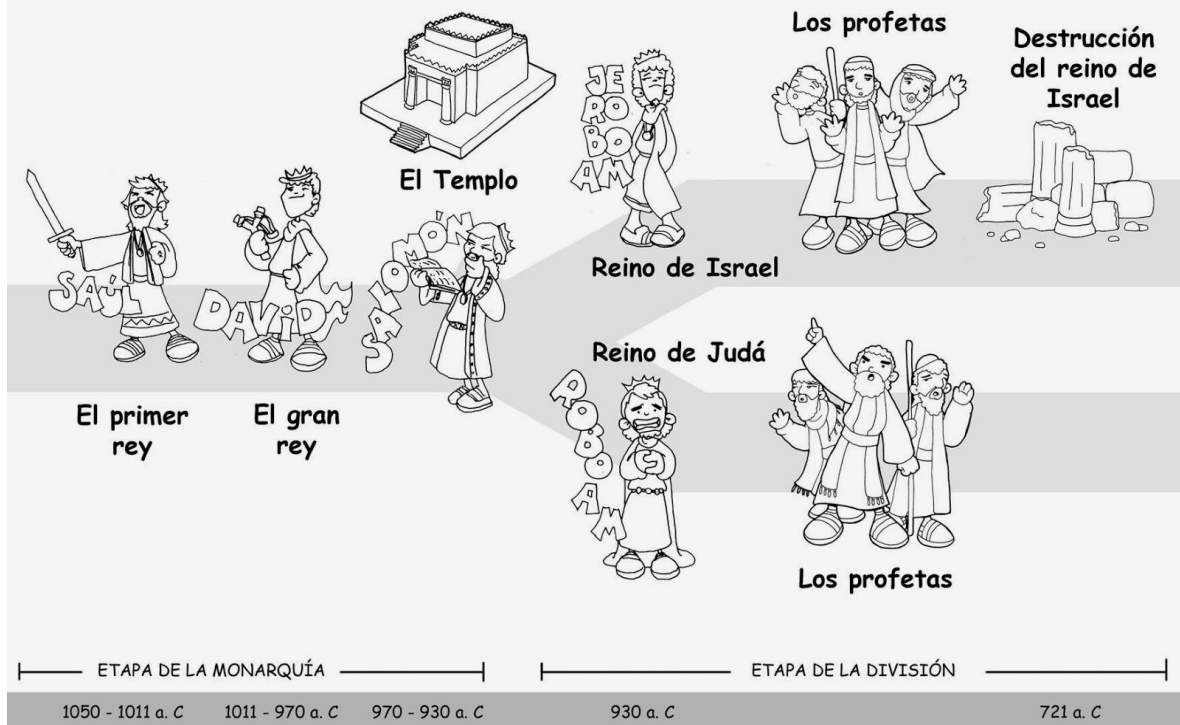 Los profetas
Destrucción
del reino de
Israel
JEROBOAM
El Templo
SAÚL
DAVID
SALOMÓN
Reino de Israel
Reino de Judá
ROBOAM
El primer
rey
El gran
rey
Los profetas
ETAPA DE LA MONARQUÍA
ETAPA DE LA DIVISIÓN
1050 - 1011 a. C
1011 - 970 a. C
970 - 930 a. C
930 a. C
721 a. C